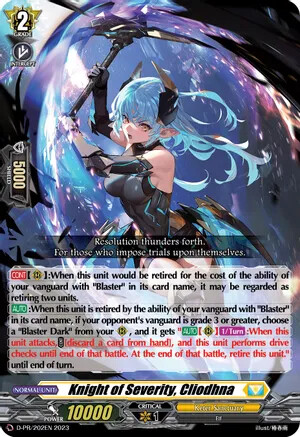 2
GRADE
INTERCEPT
5000
SHIELD
Resolution thunders forth.
For those who impose trials upon themselves.
CONT [ ]:When this unit would be retired for the cost of the ability of
your vanguard with "Blaster" in its card name, it may be regarded as
retiring two units.
AUTO:When this unit is retired by the ability of your vanguard with "Blaster"
in its card name, if your opponent's vanguard is grade 3 or greater, choose
a "Blaster Dark" from your , and it gets "AUTO [ ] 1/Turn:When this
unit attacks, [discard a card from hand], and this unit performs drive
checks until end of that battle. At the end of that battle, retire this unit."
until end of turn.
NORMAL UNIT
Knight of Severity, Cliodhna
POWER 10000
CRITICAL 1
Keter Sanctuary
Elf
D-PR/202EN 2023